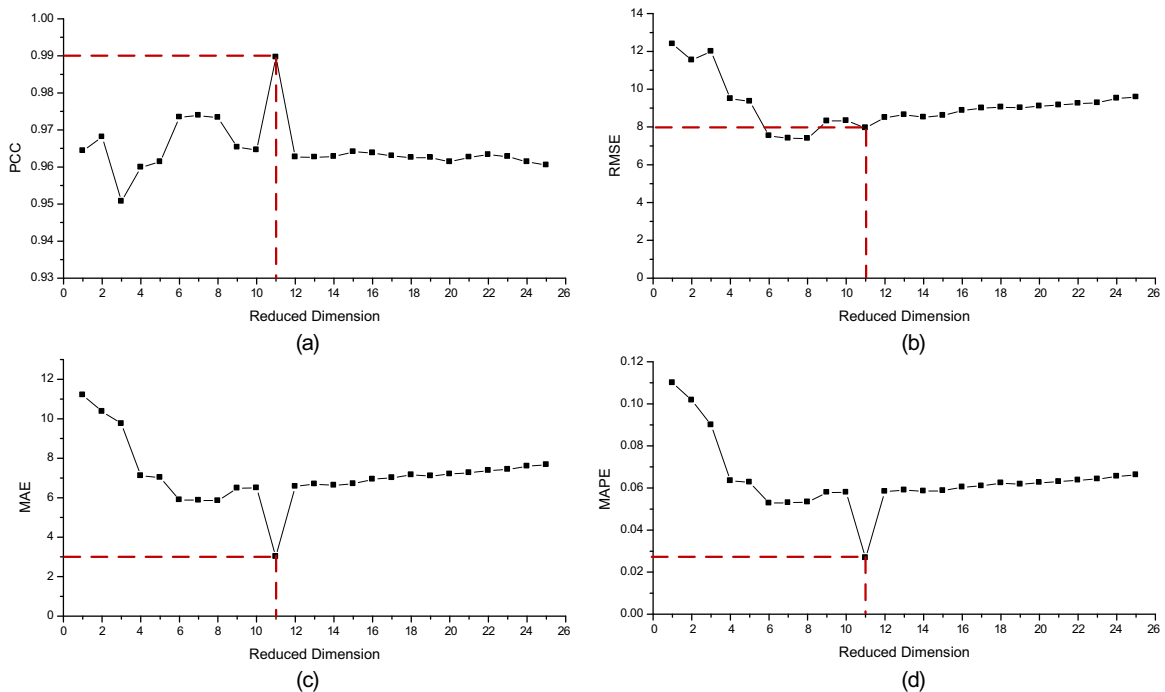 1.00
0.99
0.98
0.97
0.96
0.95
0.94
0.93
PCC
0 2 4 6 8 10 12 14 16 18 20 22 24 26
Reduced Dimension
(a)
14
12
10
8
6
4
2
0
RMSE
0 2 4 6 8 10 12 14 16 18 20 22 24 26
Reduced Dimension
(b)
12
10
8
6
4
3
2
0
MAE
0 2 4 6 8 10 12 14 16 18 20 22 24 26
Reduced Dimension
(c)
0.12
0.10
0.08
0.06
0.04
0.02
0.00
MAPE
0 2 4 6 8 10 12 14 16 18 20 22 24 26
Reduced Dimension
(d)